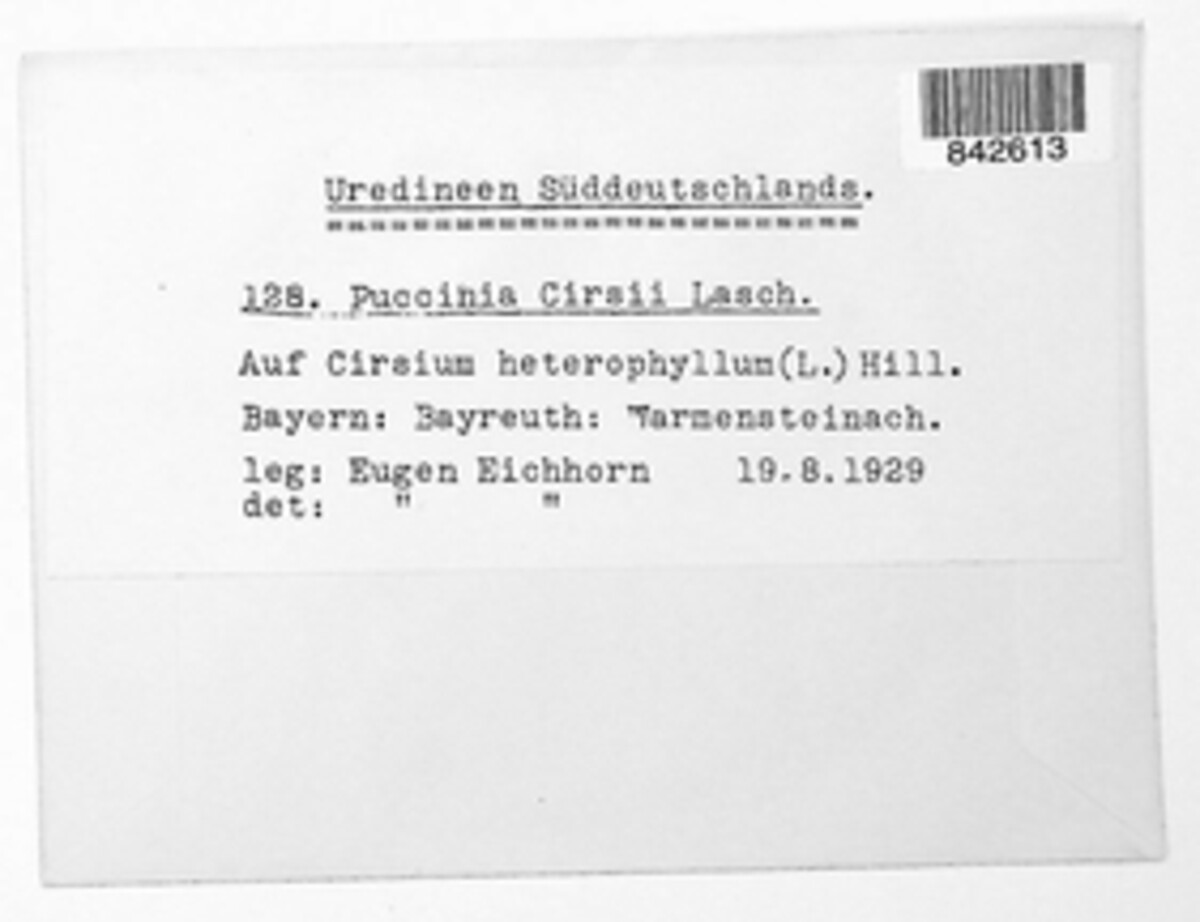 842613
Uredineen Süddeutschlands.
128. Puccinia Cirsii Lasch.
Auf Cirsium heterophyllum(L.) Hill.
Bayern: Bayreuth: Warmensteinach.
leg: Eugen Eichhorn 19.8.1929
det: " "